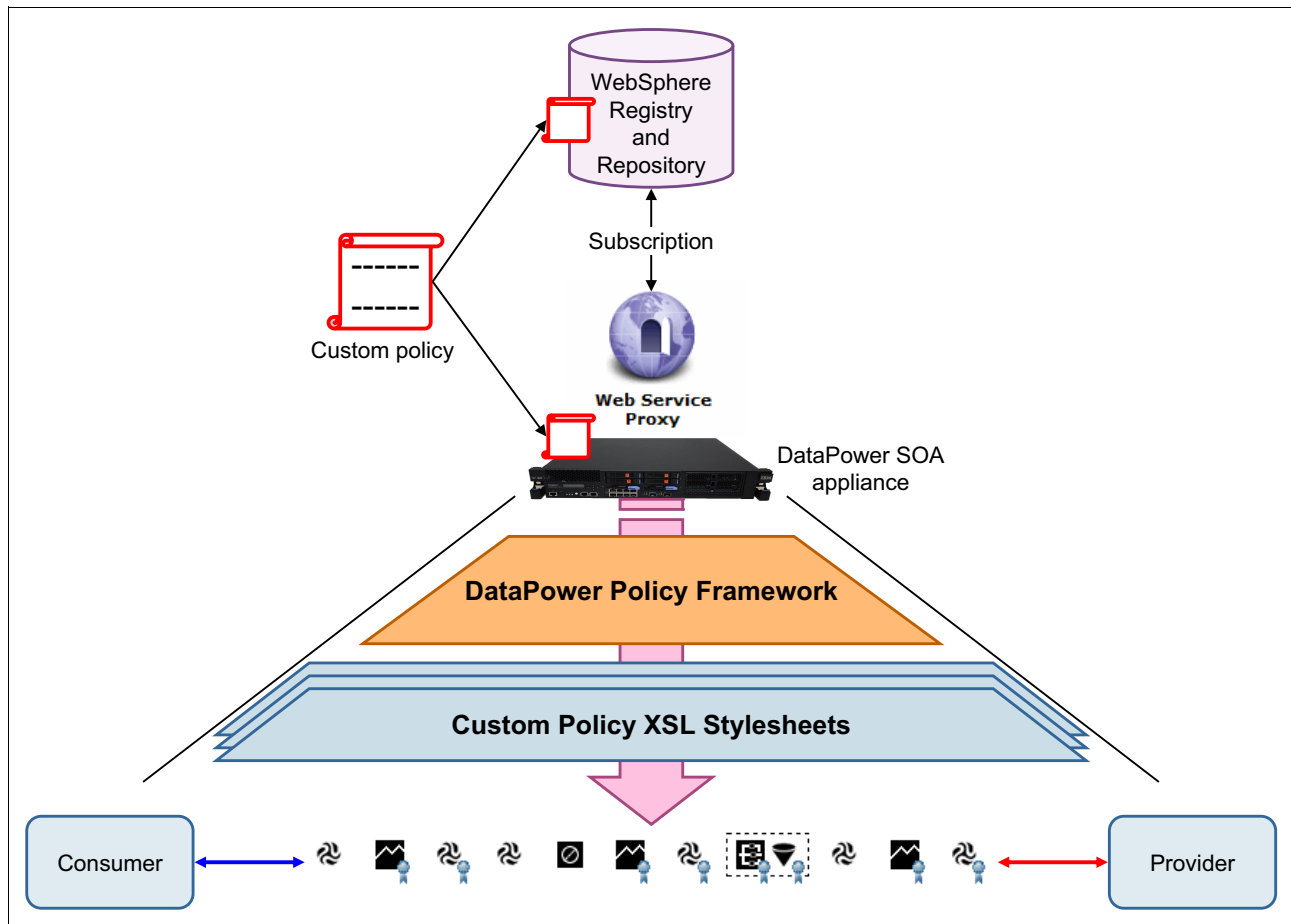 WebSphere
Registry
and
Repository
Subscription
Custom policy
Web Service
Proxy
DataPower SOA
appliance
DataPower Policy Framework
Custom Policy XSL Stylesheets
Consumer
Provider